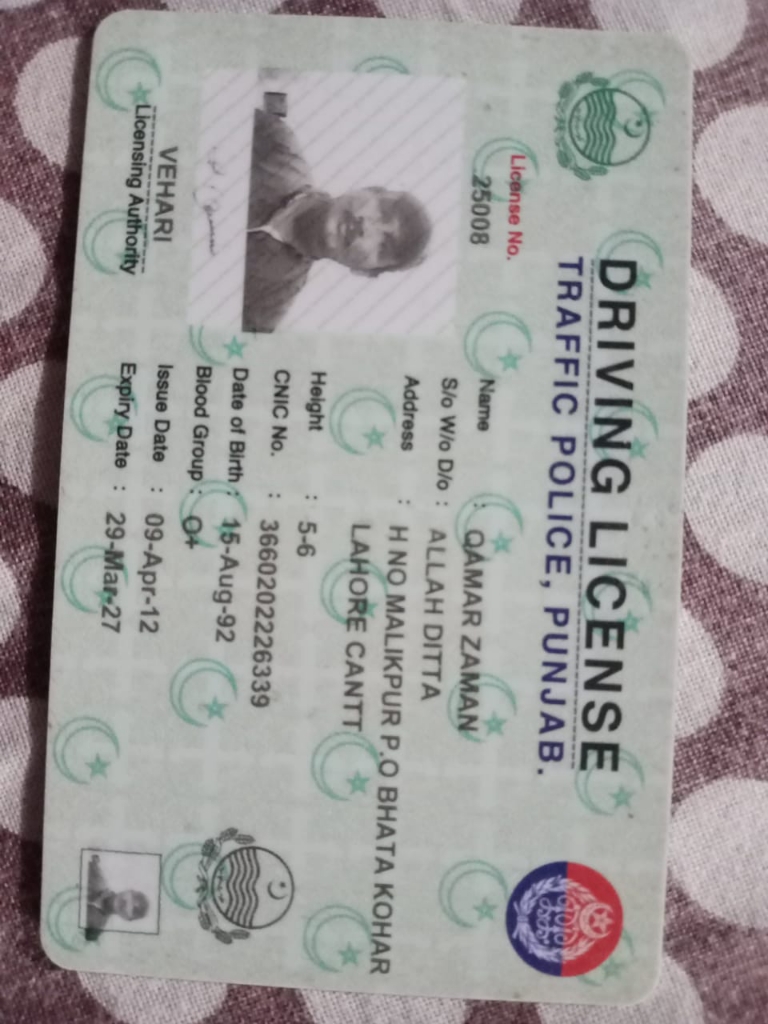 DRIVING LICENSE
TRAFFIC POLICE, PUNJAB.
License No.
25008
Name : QAMAR ZAMAN
S/o W/o D/o : ALLAH DITTA
Address : H NO MALIKPUR P.O BHATA KOHAR
LAHORE CANTT
Height : 5-6
CNIC No. : 3660202226339
Date of Birth : 15-Aug-92
Blood Group : O+
Issue Date : 09-Apr-12
Expiry Date : 29-Mar-27
VEHARI
Licensing Authority